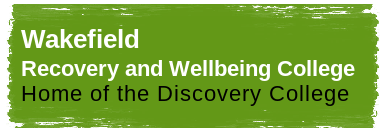 Wakefield
Recovery and Wellbeing College
Home of the Discovery College